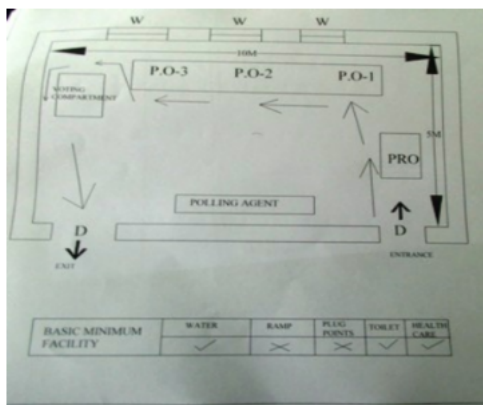 W W W
10M
P.O-3 P.O-2 P.O-1
VOTING
COMPARTMENT
5M
PRO
POLLING AGENT
D D
EXIT ENTRANCE
BASIC MINIMUM
FACILITY
WATER RAMP PLUG
POINTS TOILET HEALTH
CARE
✓ ✕ ✕ ✓ ✓